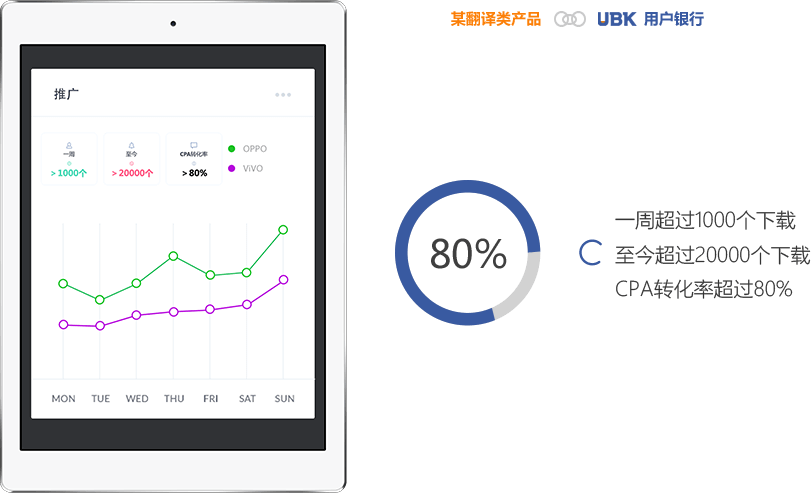 某翻译类产品 UBK 用户银行
推广
一周
>1000个
至今
>20000个
CPA转化率
>80%
OPPO
ViVO
MON TUE WED THU FRI SAT SUN
80%
一周超过1000个下载
至今超过20000个下载
CPA转化率超过80%